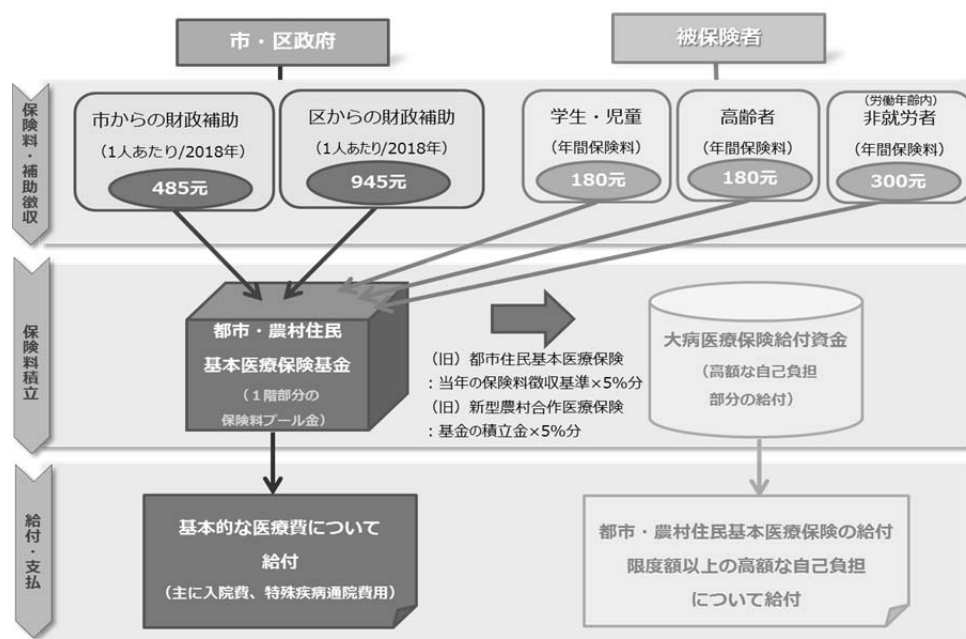 市・区政府
被保険者
保険料・補助徴収
市からの財政補助
（1人あたり/2018年）
485元
区からの財政補助
（1人あたり/2018年）
945元
学生・児童
（年間保険料）
180元
高齢者
（年間保険料）
180元
（労働年齢内）
非就労者
（年間保険料）
300元
保険料積立
都市・農村住民
基本医療保険基金
（１階部分の
保険料プール金）
（旧）都市住民基本医療保険
：当年の保険料徴収基準×5%分
（旧）新型農村合作医療保険
：基金の積立金×5%分
大病医療保険給付資金
（高額な自己負担
部分の給付）
給付・支払
基本的な医療費について
給付
（主に入院費、特殊疾病通院費用）
都市・農村住民基本医療保険の給付
限度額以上の高額な自己負担
について給付